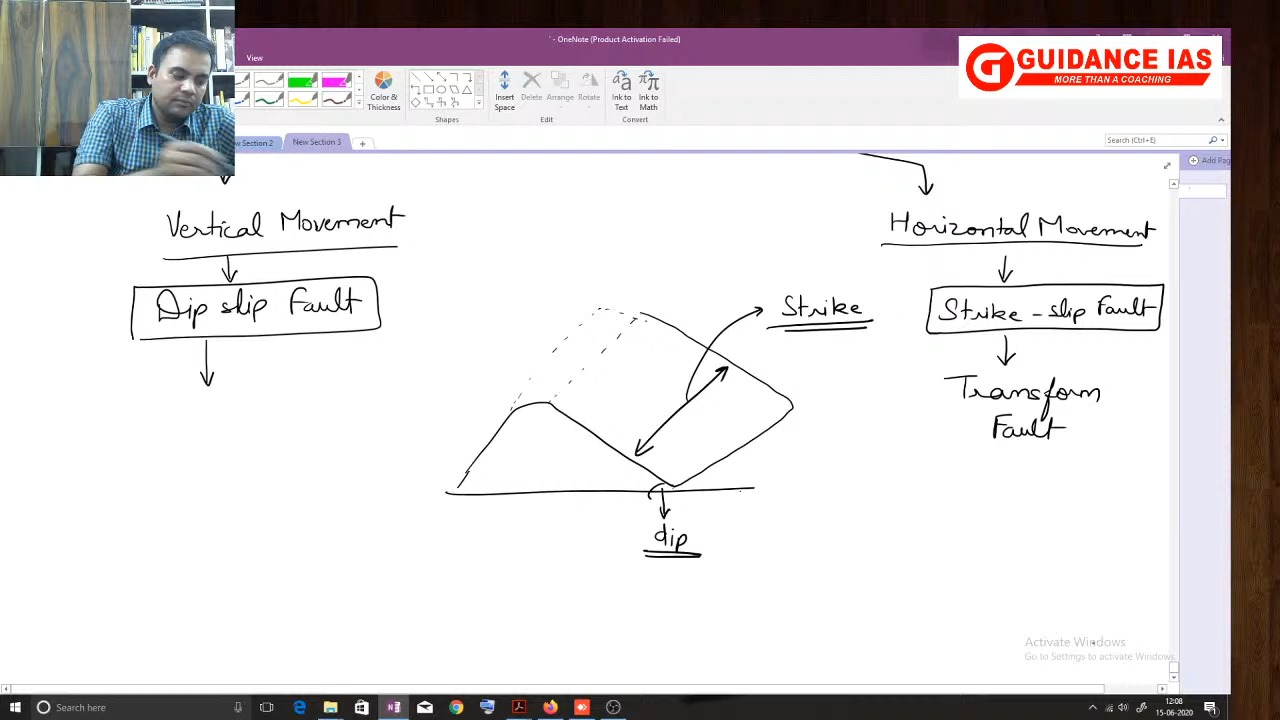 - OneNote (Product Activation Failed)
GUIDANCE IAS
MORE THAN A COACHING
View
Color & Thickness
Shapes
Insert Space
Delete
Arrange
Rotate
Edit
Ink to Text
Ink to Math
Convert
Section 2
New Section 3
Search (Ctrl+E)
Add Pag
Vertical Movement
Horizontal Movement
Dip slip Fault
Strike
Strike-slip Fault
Transform
Fault
dip
Activate Windows
Go to Settings to activate Windows.
Search here
12:08
15-06-2020